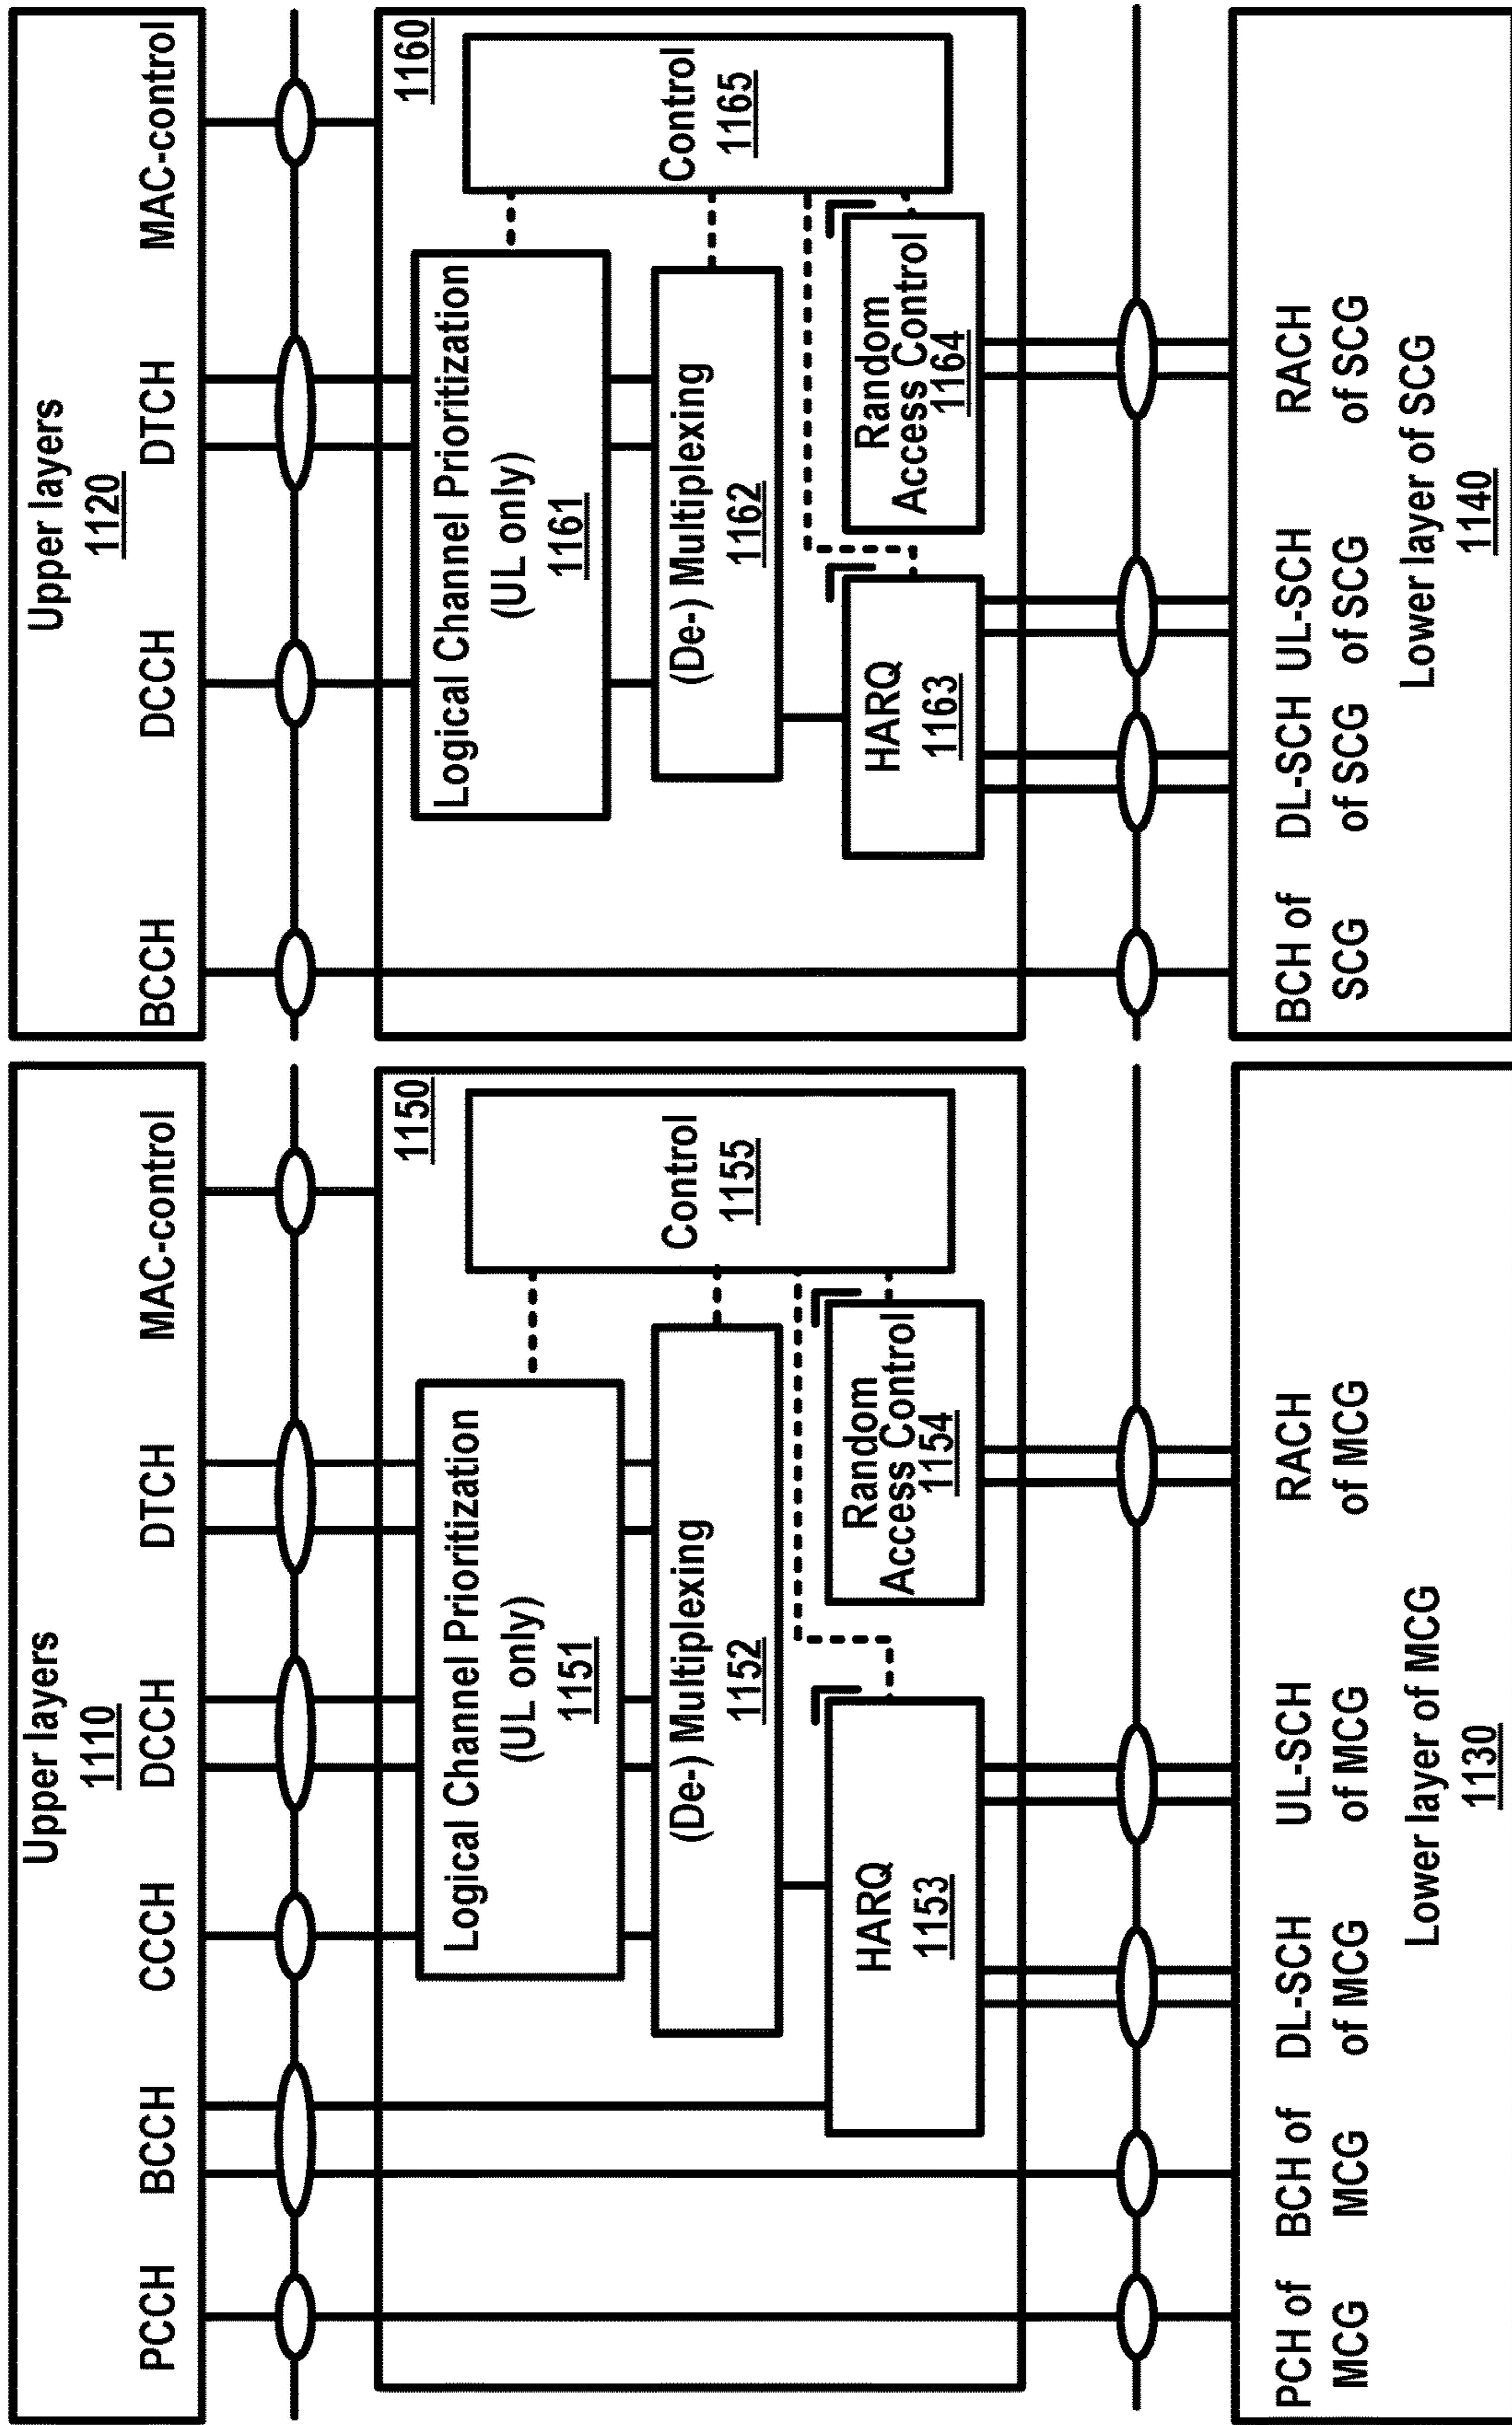 Upper layers
1110
PCCH
BCCH
CCCH
DCCH
DTCH
MAC-control
1150
Logical Channel Prioritization
(UL only)
1151
(De-) Multiplexing
1152
HARQ
1153
Random
Access Control
1154
Control
1155
PCH of
MCG
BCH of
MCG
DL-SCH
of MCG
UL-SCH
of MCG
RACH
of MCG
Lower layer of MCG
1130
Upper layers
1120
BCCH
DCCH
DTCH
MAC-control
1160
Logical Channel Prioritization
(UL only)
1161
(De-) Multiplexing
1162
HARQ
1163
Random
Access Control
1164
Control
1165
BCH of
SCG
DL-SCH
of SCG
UL-SCH
of SCG
RACH
of SCG
Lower layer of SCG
1140